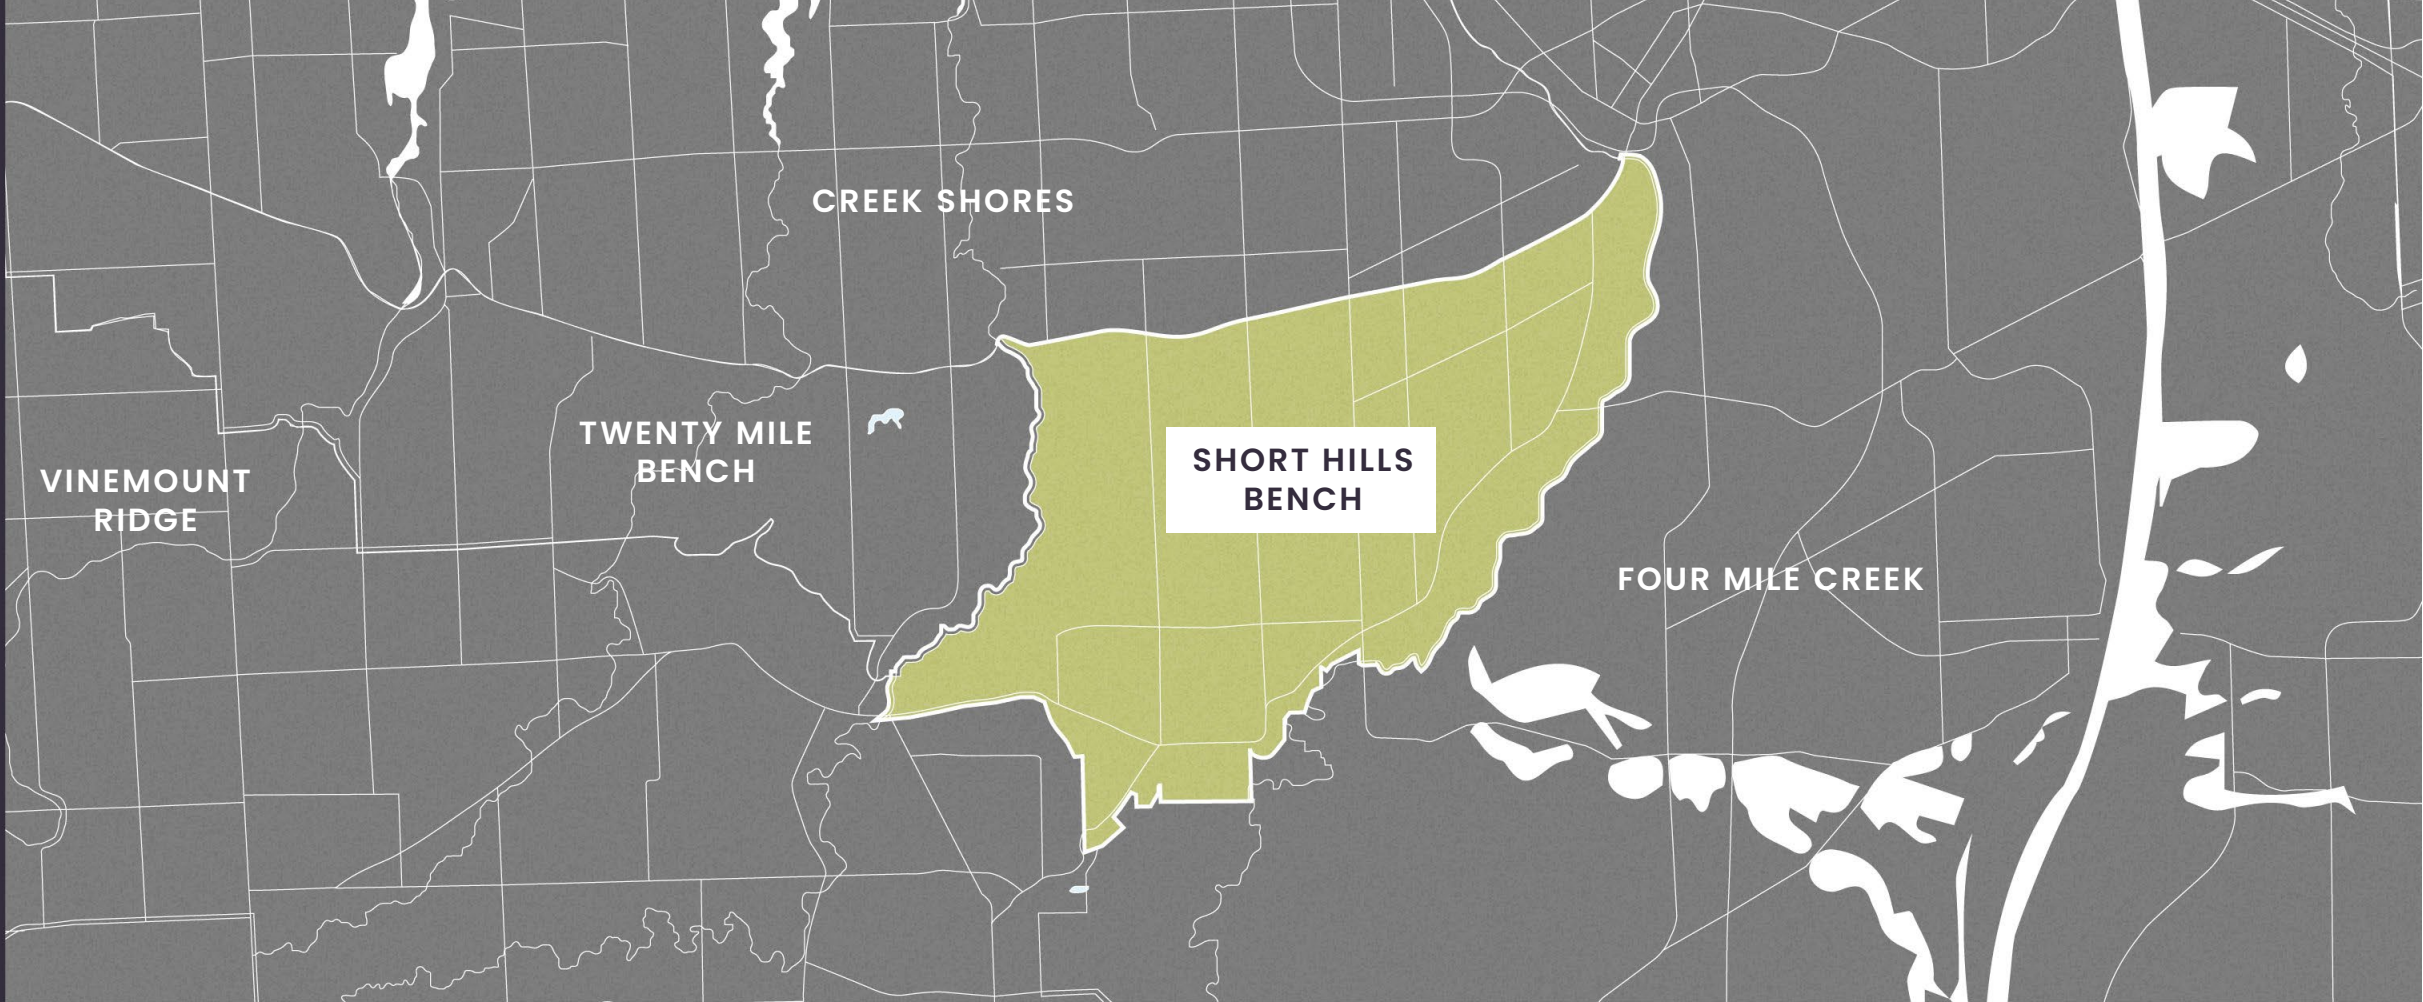 CREEK SHORES
TWENTY MILE
BENCH
VINEMOUNT
RIDGE
SHORT HILLS
BENCH
FOUR MILE CREEK